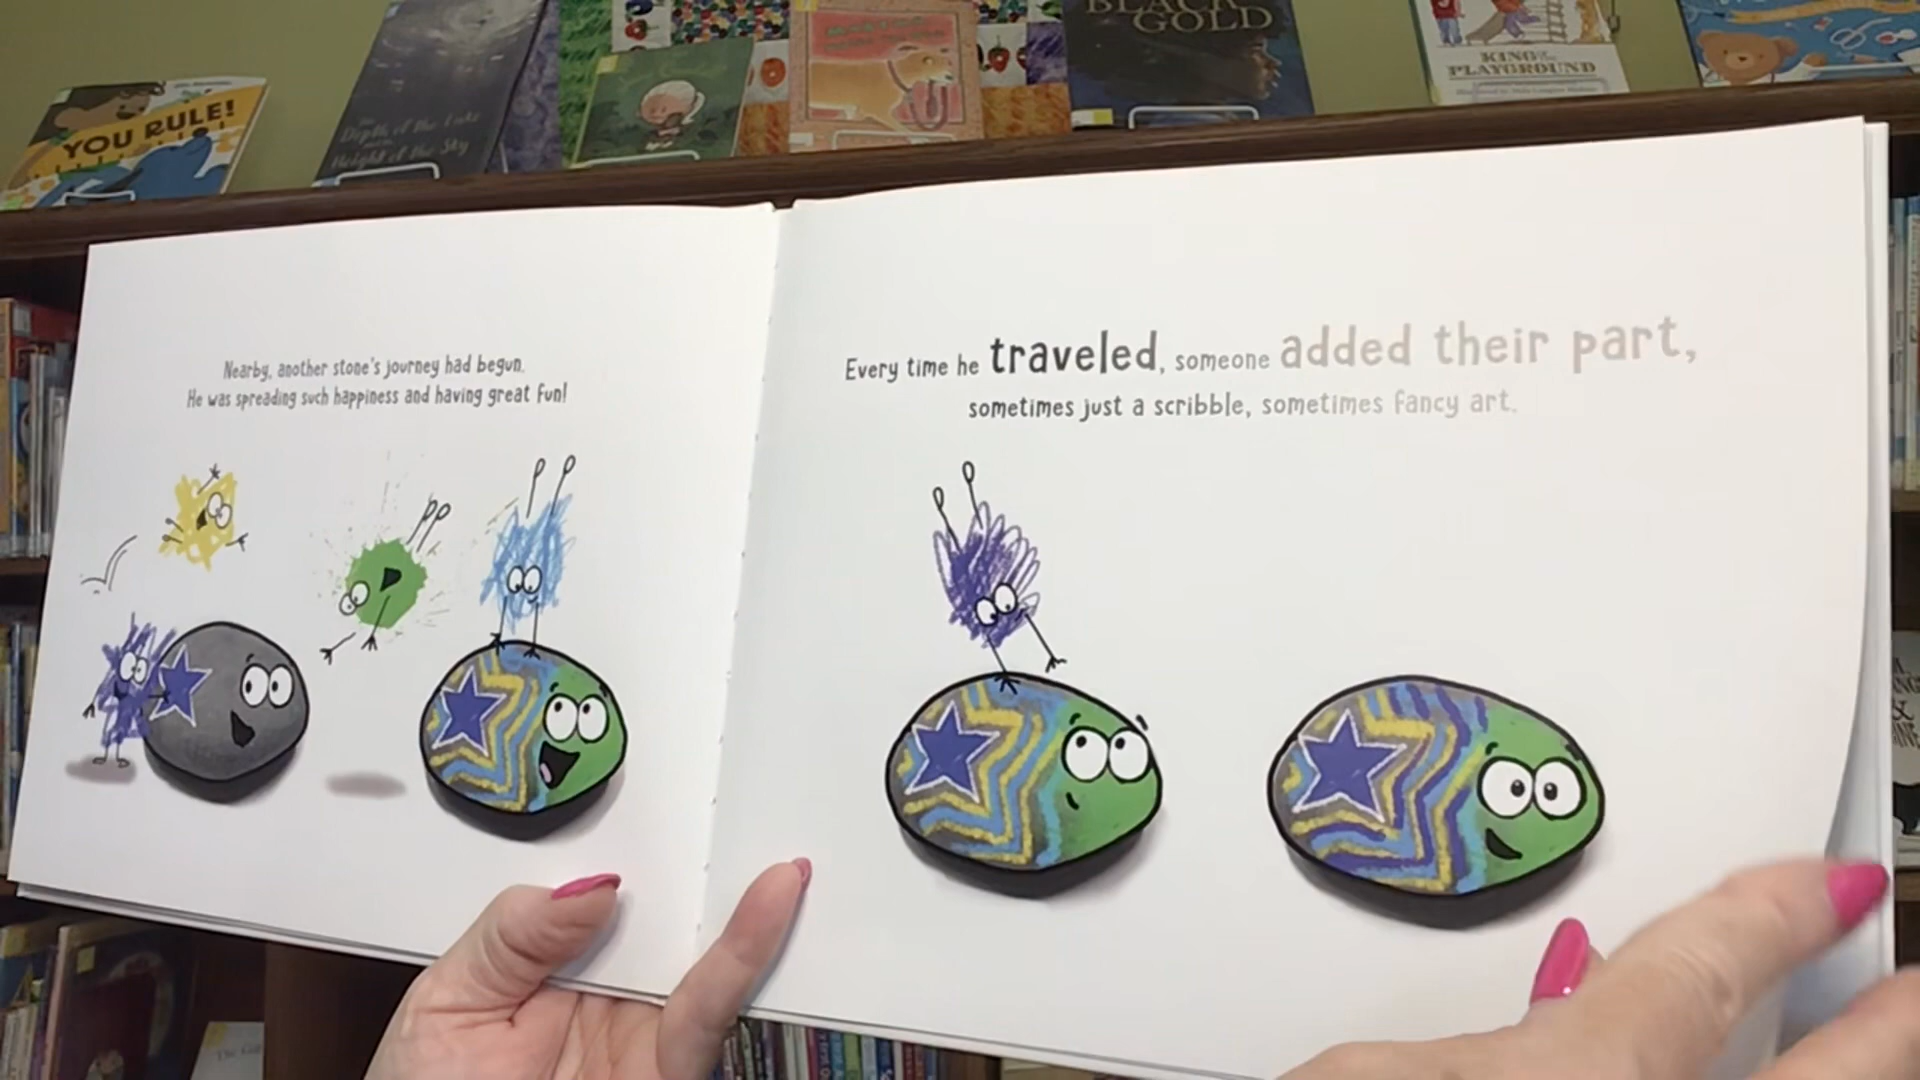 YOU RULE!
The
Depth of the Lake
and the
Height of the Sky
BLACK
GOLD
KING of the
PLAYGROUND
Nearby, another stone's journey had begun.
He was spreading such happiness and having great fun!
Every time he traveled, someone added their part,
sometimes just a scribble, sometimes fancy art.